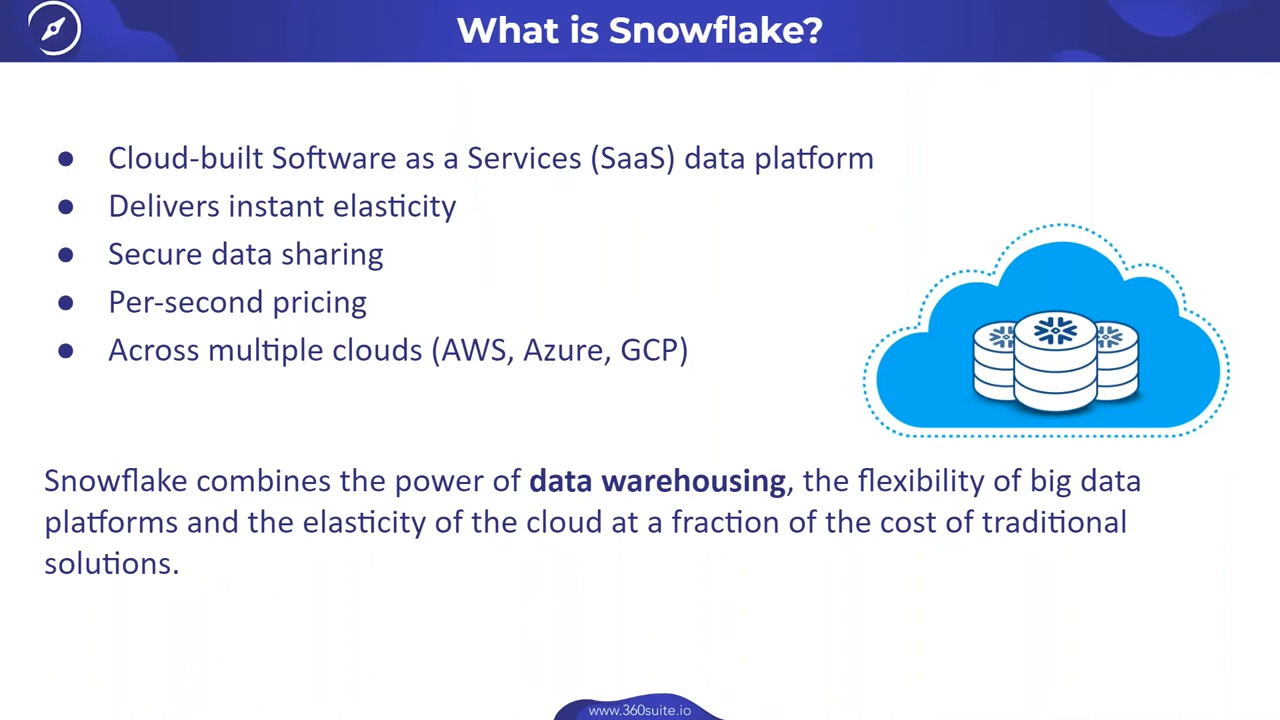 What is Snowflake?
● Cloud-built Software as a Services (SaaS) data platform
● Delivers instant elasticity
● Secure data sharing
● Per-second pricing
● Across multiple clouds (AWS, Azure, GCP)
Snowflake combines the power of data warehousing, the flexibility of big data
platforms and the elasticity of the cloud at a fraction of the cost of traditional
solutions.
www.360suite.io